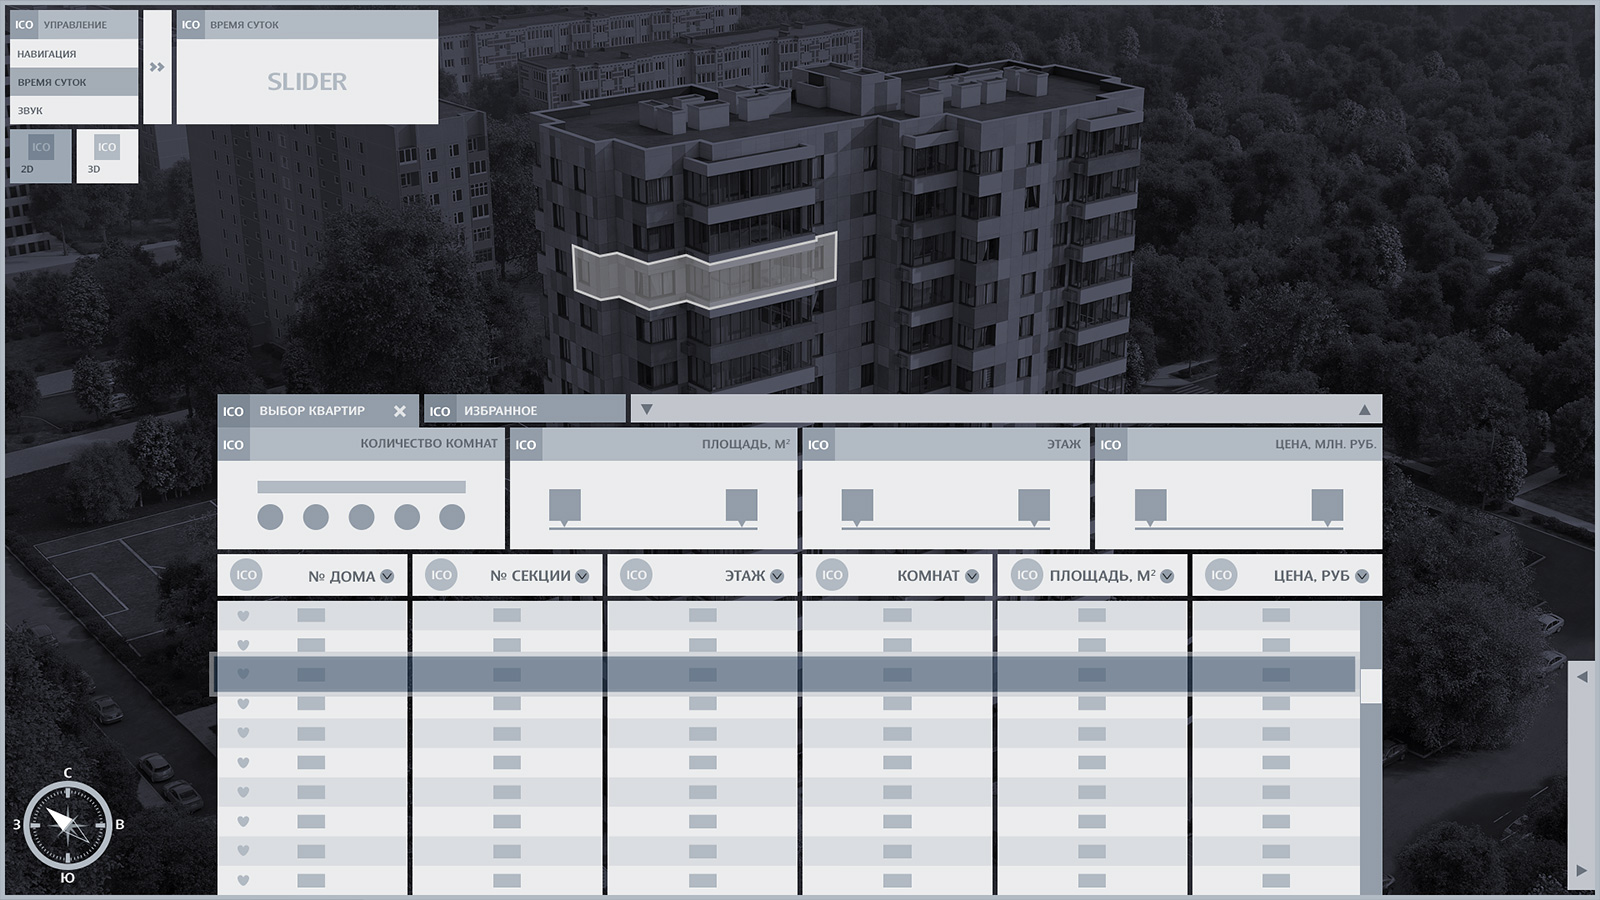 ICO УПРАВЛЕНИЕ
НАВИГАЦИЯ
ВРЕМЯ СУТОК
ЗВУК
ICO ВРЕМЯ СУТОК
SLIDER
ICO
2D
ICO
3D
ICO ВЫБОР КВАРТИР
ICO ИЗБРАННОЕ
ICO КОЛИЧЕСТВО КОМНАТ
ICO ПЛОЩАДЬ, М²
ICO ЭТАЖ
ICO ЦЕНА, МЛН. РУБ.
ICO № ДОМА
ICO № СЕКЦИИ
ICO ЭТАЖ
ICO КОМНАТ
ICO ПЛОЩАДЬ, М²
ICO ЦЕНА, РУБ
С
З В
Ю